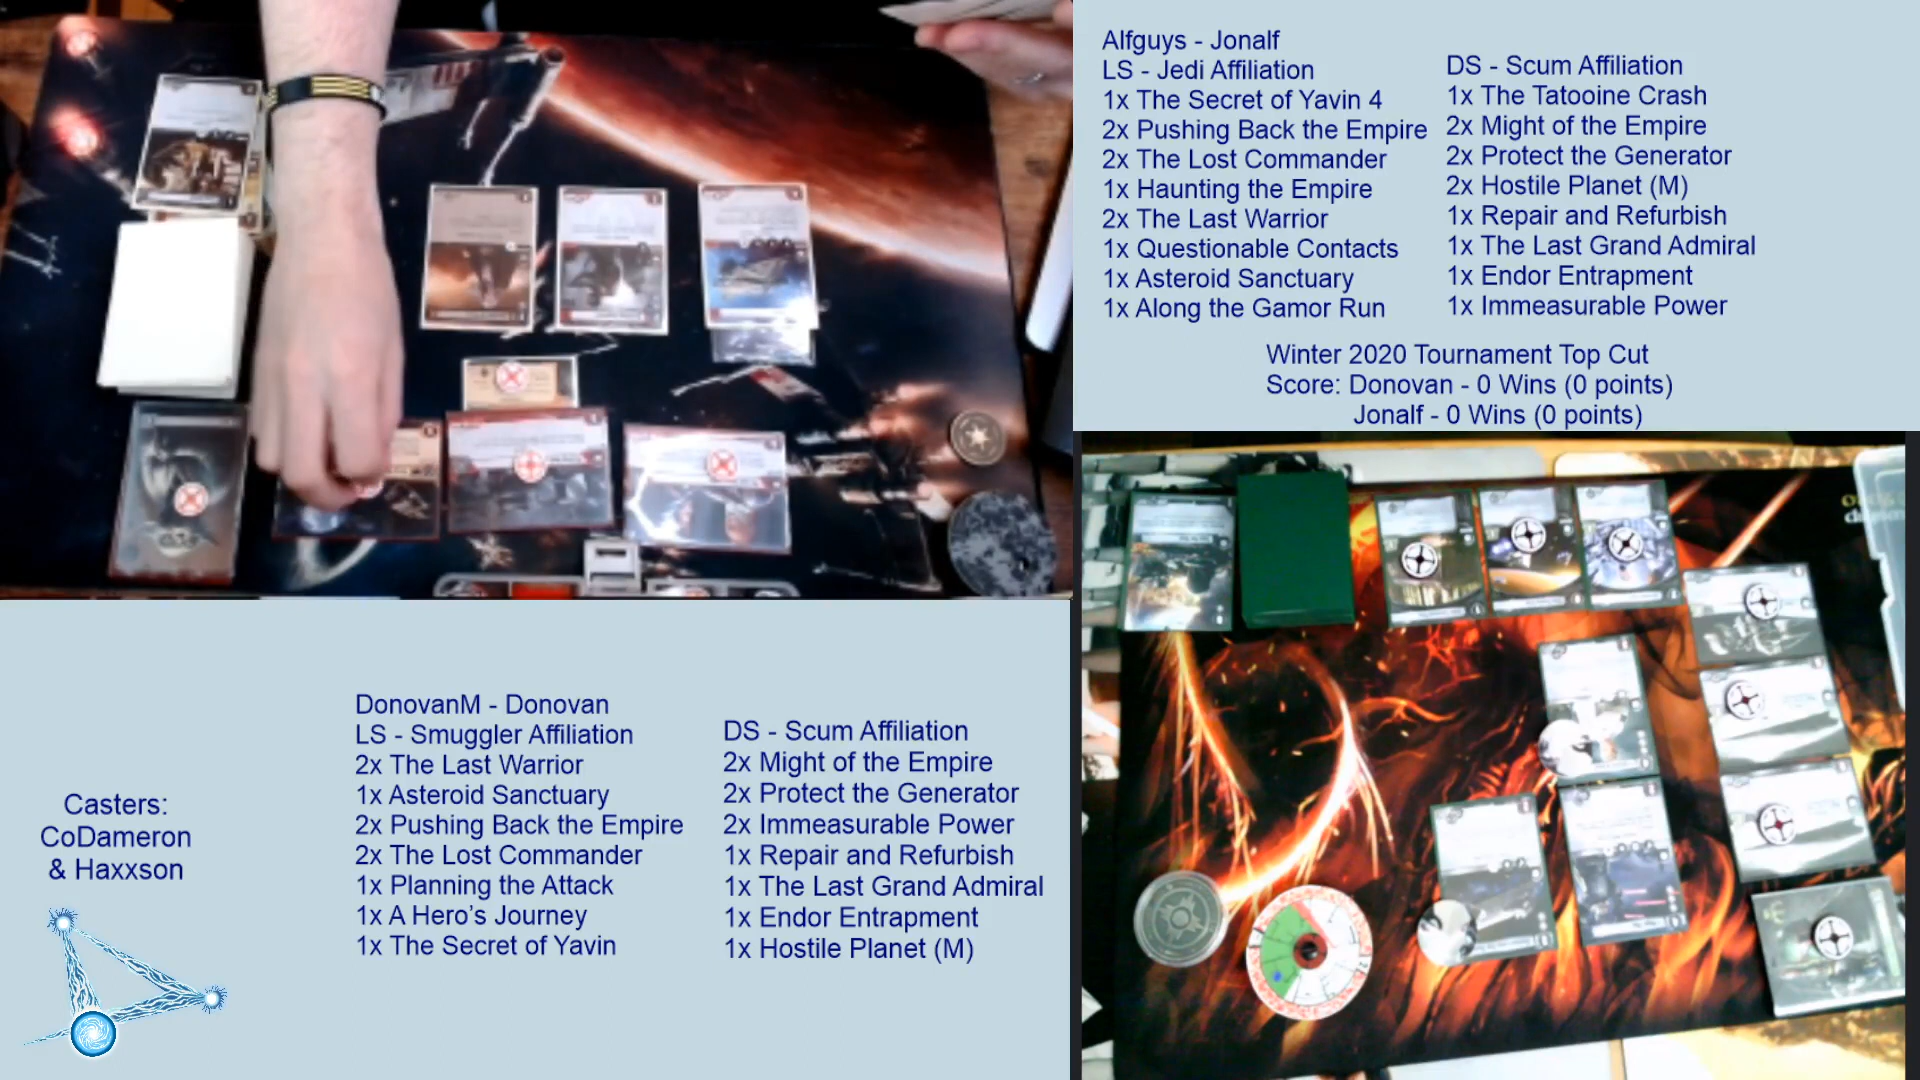 Alfguys - Jonalf
LS - Jedi Affiliation
1x The Secret of Yavin 4
2x Pushing Back the Empire
2x The Lost Commander
1x Haunting the Empire
2x The Last Warrior
1x Questionable Contacts
1x Asteroid Sanctuary
1x Along the Gamor Run
DS - Scum Affiliation
1x The Tatooine Crash
2x Might of the Empire
2x Protect the Generator
2x Hostile Planet (M)
1x Repair and Refurbish
1x The Last Grand Admiral
1x Endor Entrapment
1x Immeasurable Power
Winter 2020 Tournament Top Cut
Score: Donovan - 0 Wins (0 points)
Jonalf - 0 Wins (0 points)
Casters:
CoDameron
& Haxxson
DonovanM - Donovan
LS - Smuggler Affiliation
2x The Last Warrior
1x Asteroid Sanctuary
2x Pushing Back the Empire
2x The Lost Commander
1x Planning the Attack
1x A Hero's Journey
1x The Secret of Yavin
DS - Scum Affiliation
2x Might of the Empire
2x Protect the Generator
2x Immeasurable Power
1x Repair and Refurbish
1x The Last Grand Admiral
1x Endor Entrapment
1x Hostile Planet (M)